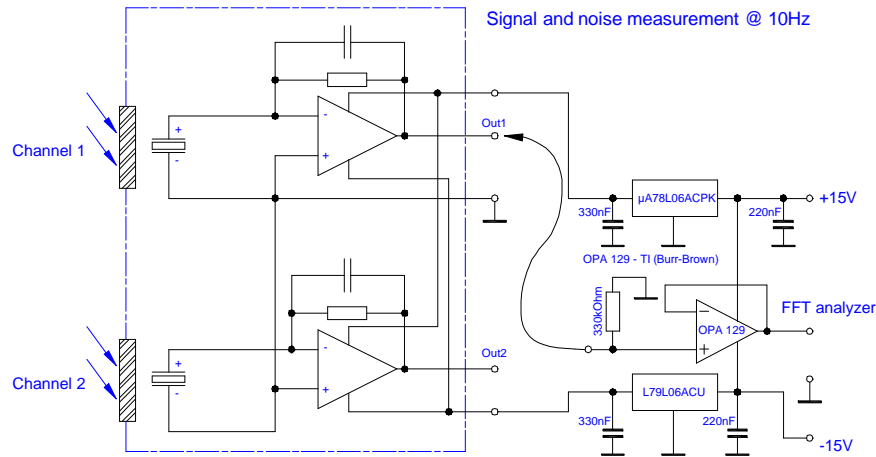 Signal and noise measurement @ 10Hz
Channel 1
+
-
-
+
Out1
330nF
µA78L06ACPK
220nF
+15V
OPA 129 - TI (Burr-Brown)
330kOhm
OPA 129
FFT analyzer
Channel 2
+
-
-
+
Out2
330nF
L79L06ACU
220nF
-15V